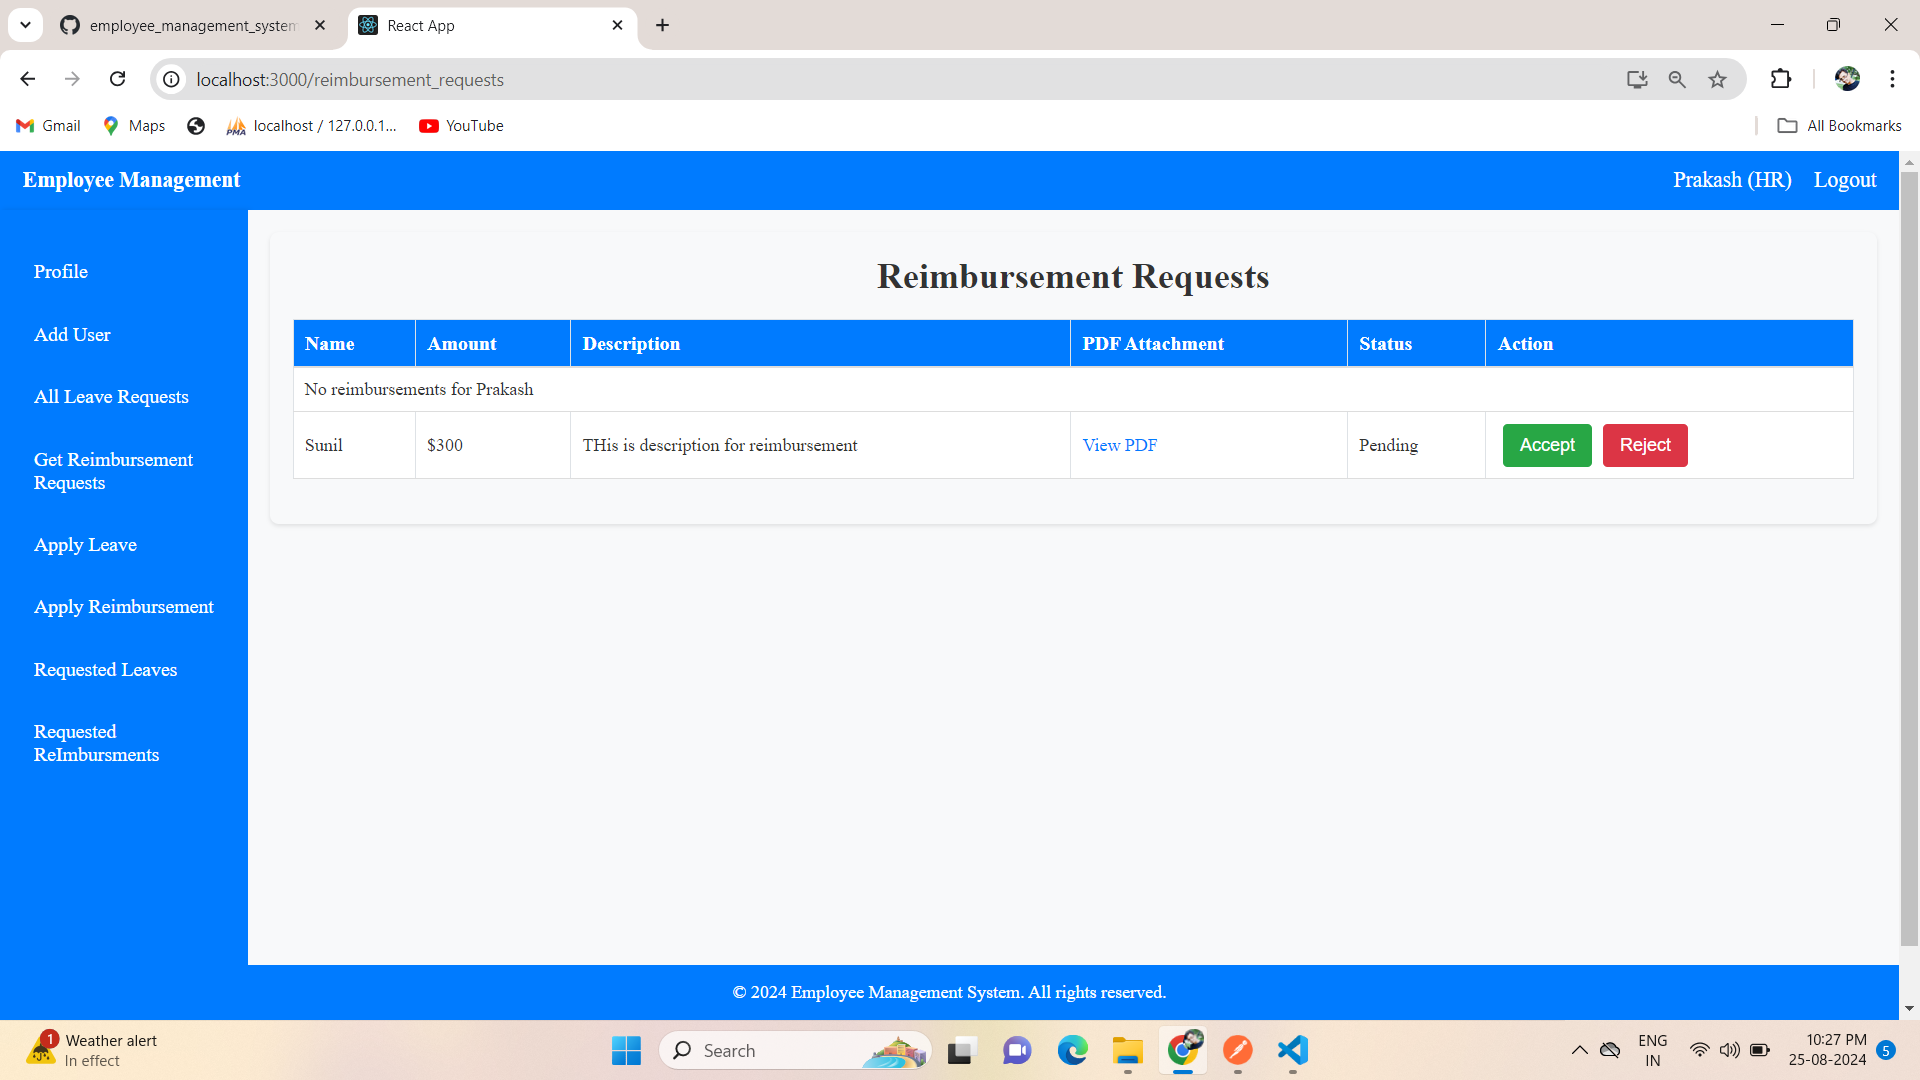 employee_management_system
React App
localhost:3000/reimbursement_requests
Gmail
Maps
PMA
localhost / 127.0.0.1...
YouTube
All Bookmarks
Employee Management
Prakash (HR)
Logout
Profile
Add User
All Leave Requests
Get Reimbursement
Requests
Apply Leave
Apply Reimbursement
Requested Leaves
Requested
ReImbursments
Reimbursement Requests
Name Amount Description PDF Attachment Status Action
No reimbursements for Prakash
Sunil $300 THis is description for reimbursement View PDF Pending Accept Reject
© 2024 Employee Management System. All rights reserved.
1
Weather alert
In effect
Search
ENG
IN
10:27 PM
25-08-2024
5